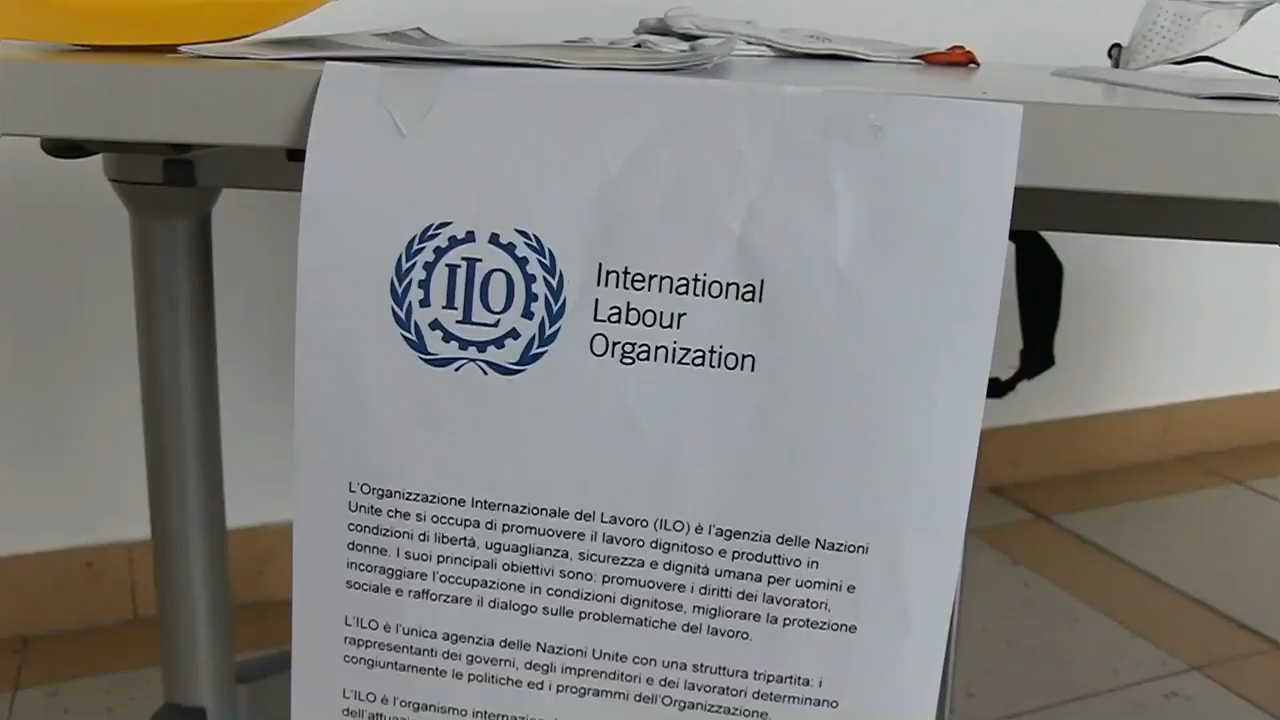 ILO
International
Labour
Organization
L'Organizzazione Internazionale del Lavoro (ILO) è l'agenzia delle Nazioni
Unite che si occupa di promuovere il lavoro dignitoso e produttivo in
condizioni di libertà, uguaglianza, sicurezza e dignità umana per uomini e
donne. I suoi principali obiettivi sono: promuovere i diritti dei lavoratori,
incoraggiare l'occupazione in condizioni dignitose, migliorare la protezione
sociale e rafforzare il dialogo sulle problematiche del lavoro.
L'ILO è l'unica agenzia delle Nazioni Unite con una struttura tripartita: i
rappresentanti dei governi, degli imprenditori e dei lavoratori determinano
congiuntamente le politiche ed i programmi dell'Organizzazione.
L'ILO è l'organismo